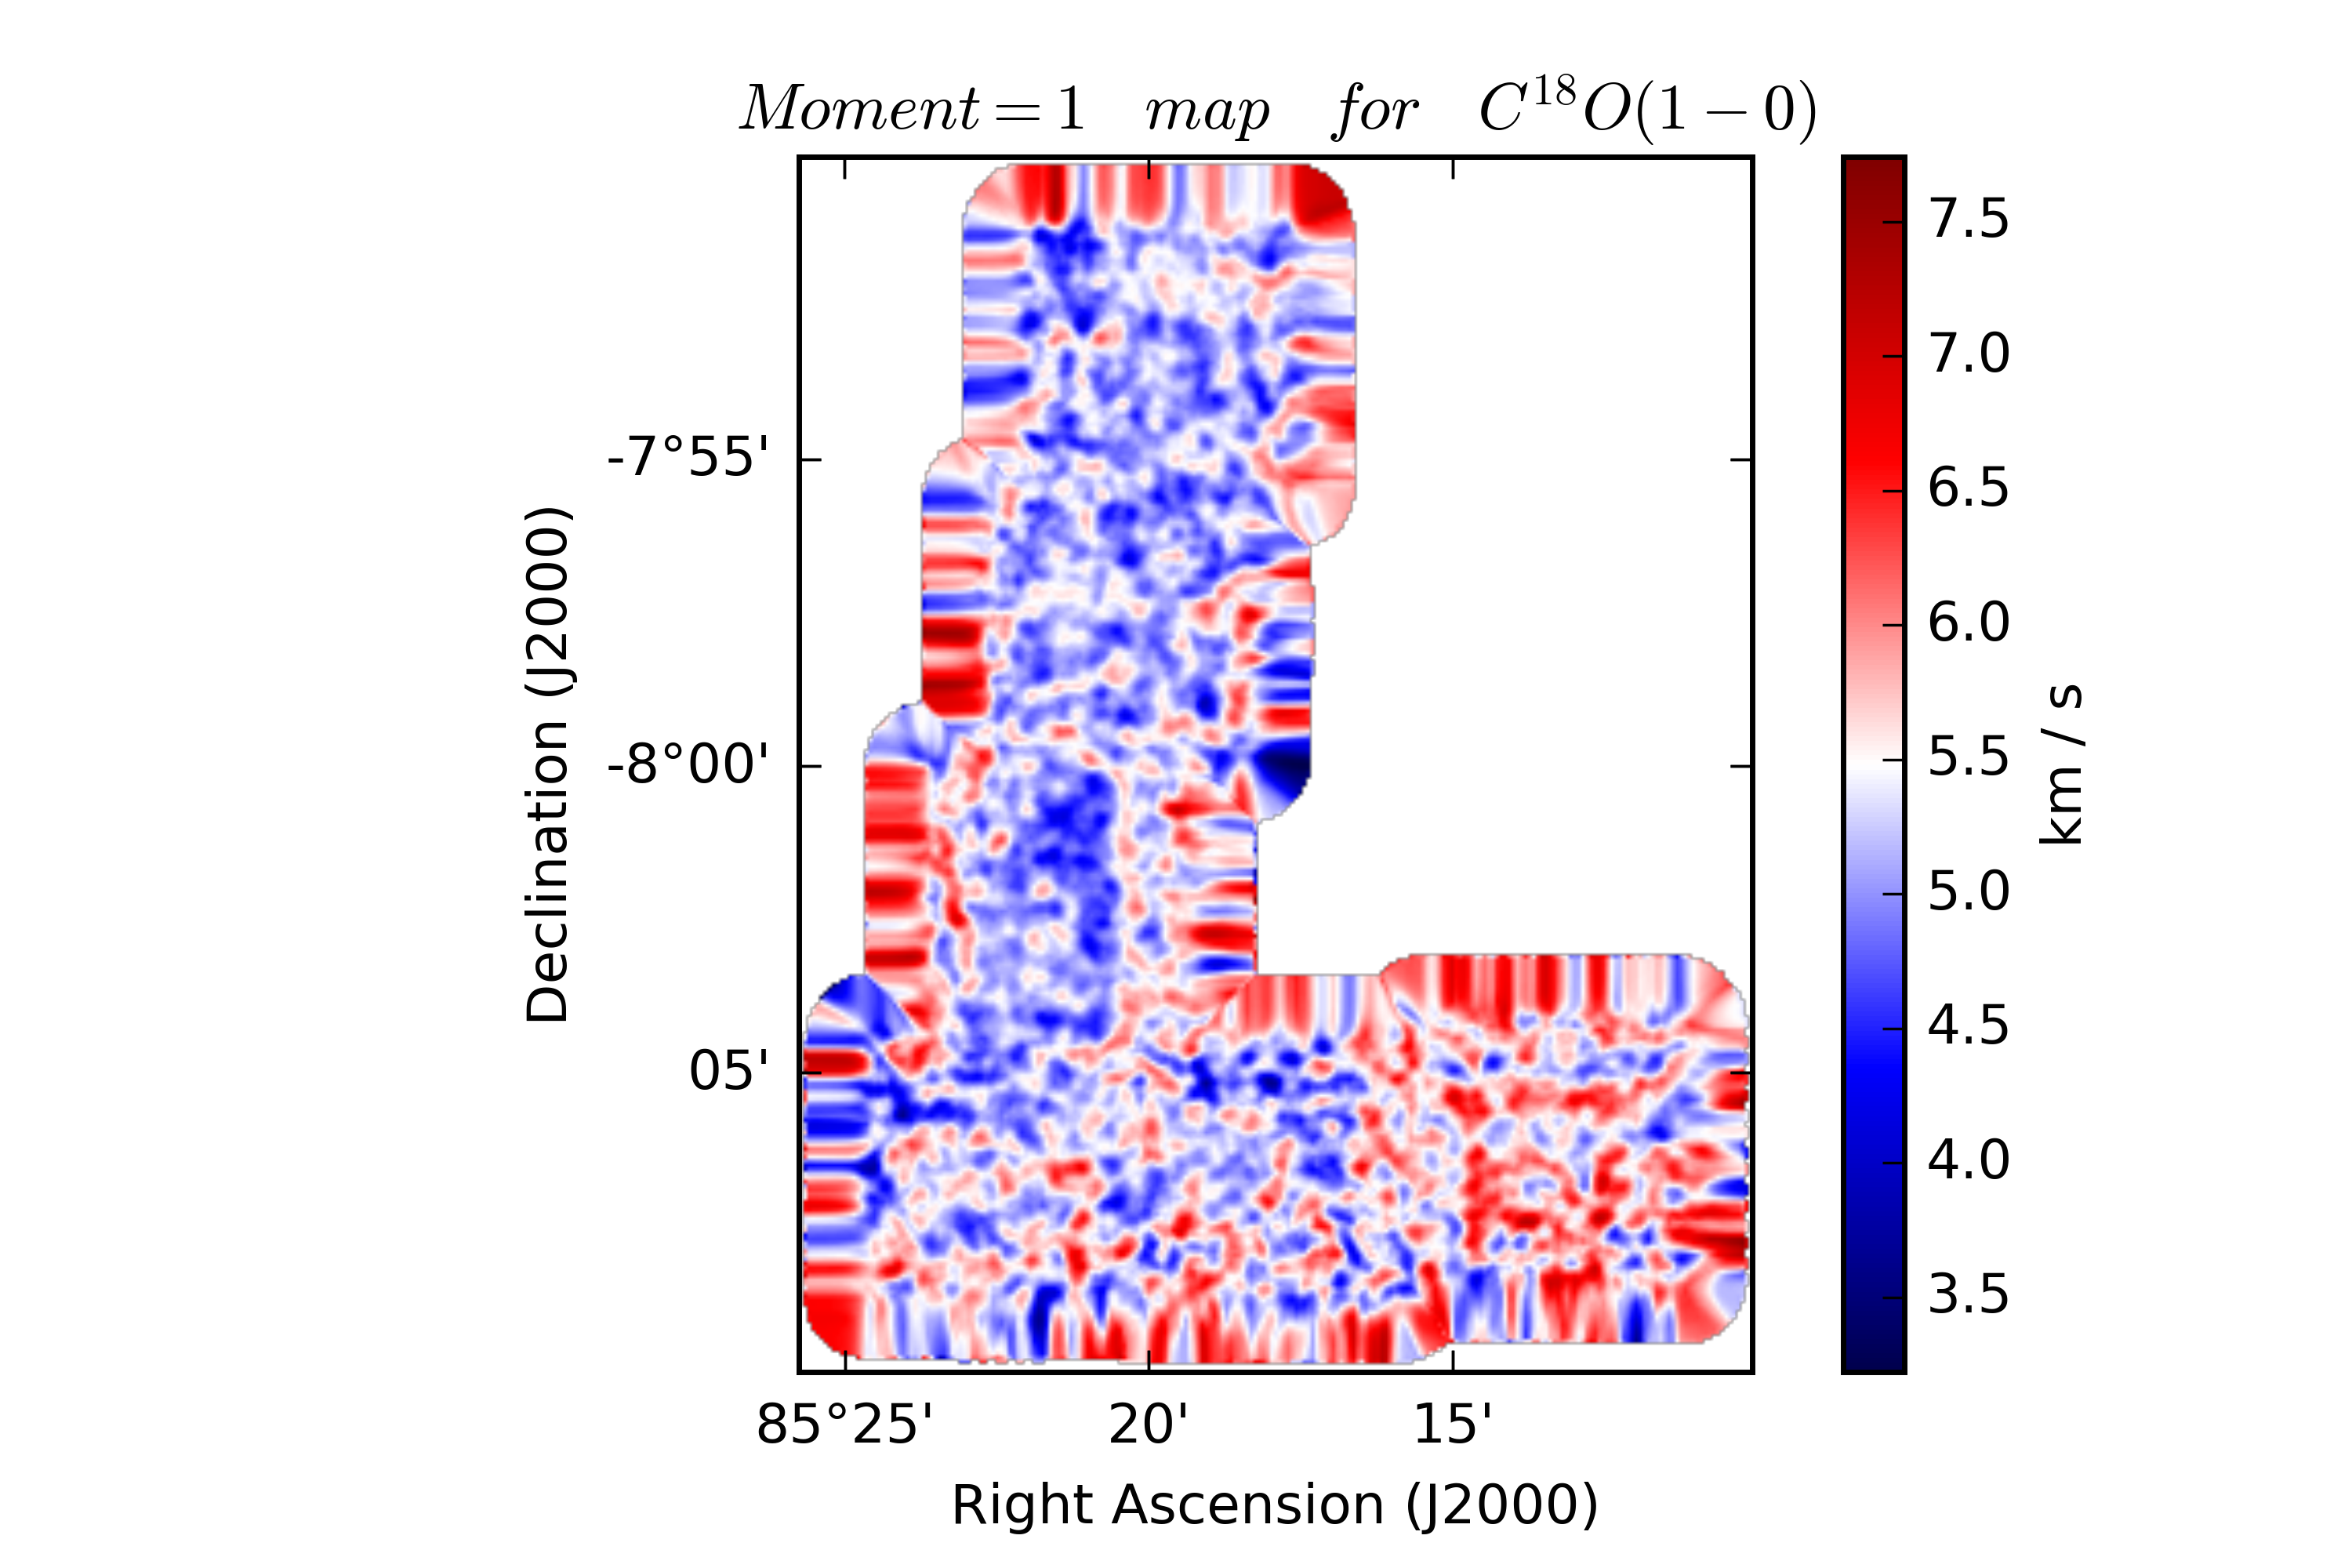 Moment = 1 map for C¹⁸O(1 − 0)
7.5
7.0
6.5
6.0
5.5
5.0
4.5
4.0
3.5
km / s
-7°55'
-8°00'
05'
Declination (J2000)
85°25' 20' 15'
Right Ascension (J2000)